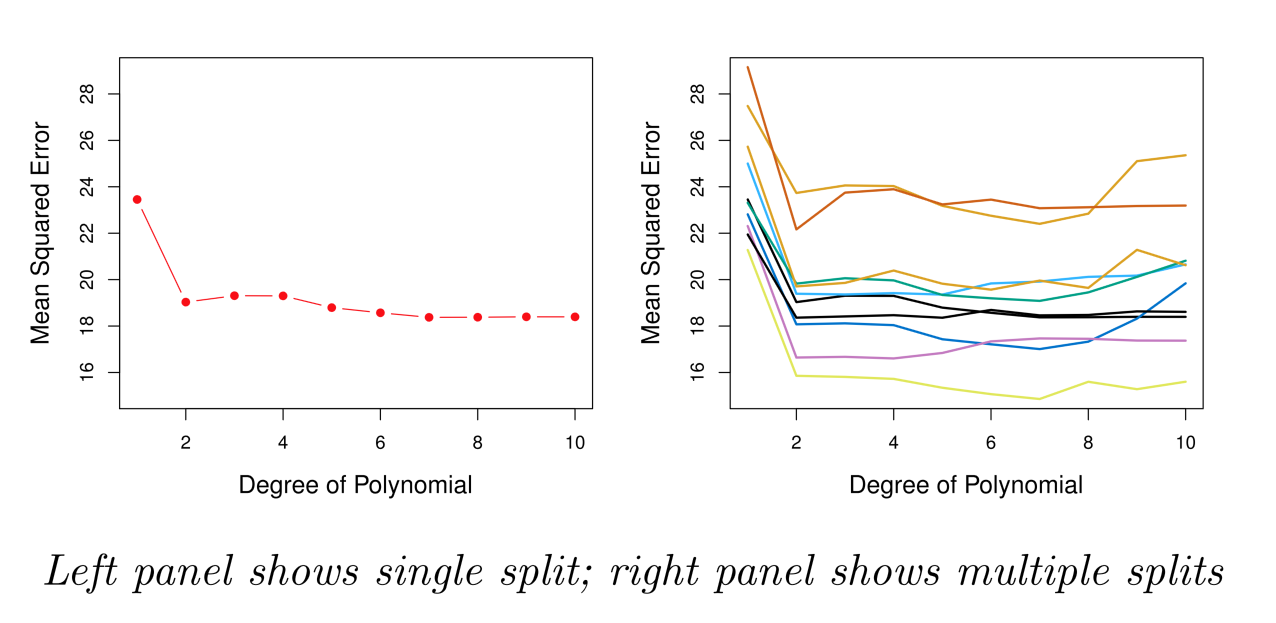 Mean Squared Error
28
26
24
22
20
18
16
2 4 6 8 10
Degree of Polynomial
Mean Squared Error
28
26
24
22
20
18
16
2 4 6 8 10
Degree of Polynomial
Left panel shows single split; right panel shows multiple splits